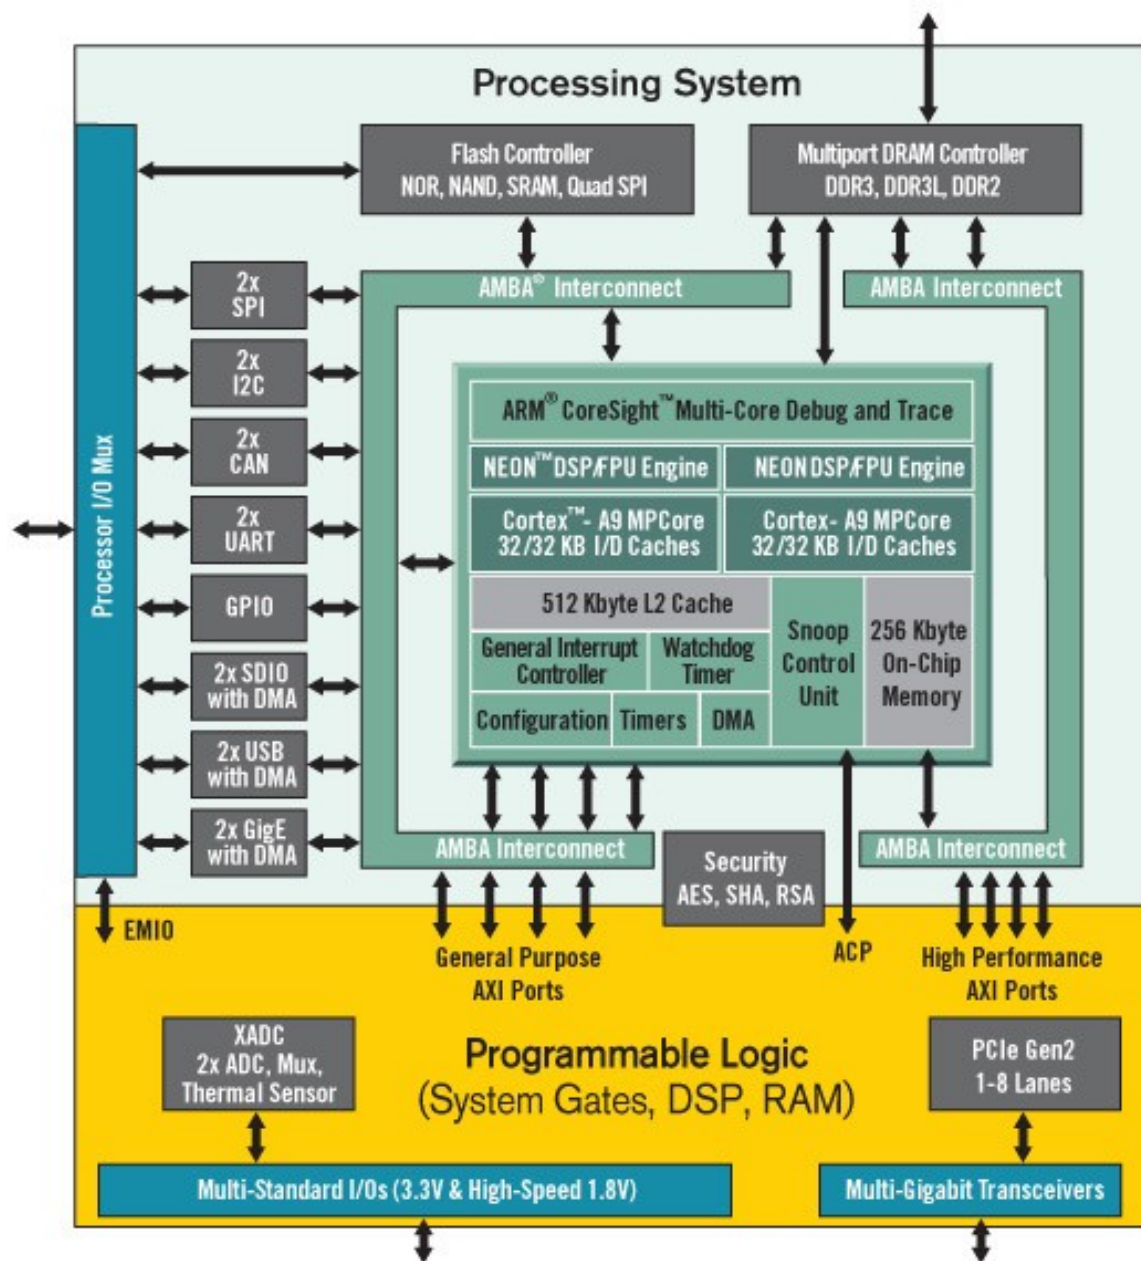 Processing System
Flash Controller
NOR, NAND, SRAM, Quad SPI
Multiport DRAM Controller
DDR3, DDR3L, DDR2
AMBA® Interconnect
AMBA Interconnect
Processor I/O Mux
2x
SPI
2x
I2C
2x
CAN
2x
UART
GPIO
2x SDIO
with DMA
2x USB
with DMA
2x GigE
with DMA
ARM® CoreSight™ Multi-Core Debug and Trace
NEON™ DSP/FPU Engine
NEON DSP/FPU Engine
Cortex™- A9 MPCore
32/32 KB I/D Caches
Cortex- A9 MPCore
32/32 KB I/D Caches
512 Kbyte L2 Cache
General Interrupt
Controller
Watchdog
Timer
Configuration
Timers
DMA
Snoop
Control
Unit
256 Kbyte
On-Chip
Memory
AMBA Interconnect
Security
AES, SHA, RSA
AMBA Interconnect
EMIO
General Purpose
AXI Ports
ACP
High Performance
AXI Ports
XADC
2x ADC, Mux,
Thermal Sensor
Programmable Logic
(System Gates, DSP, RAM)
PCIe Gen2
1-8 Lanes
Multi-Standard I/Os (3.3V & High-Speed 1.8V)
Multi-Gigabit Transceivers